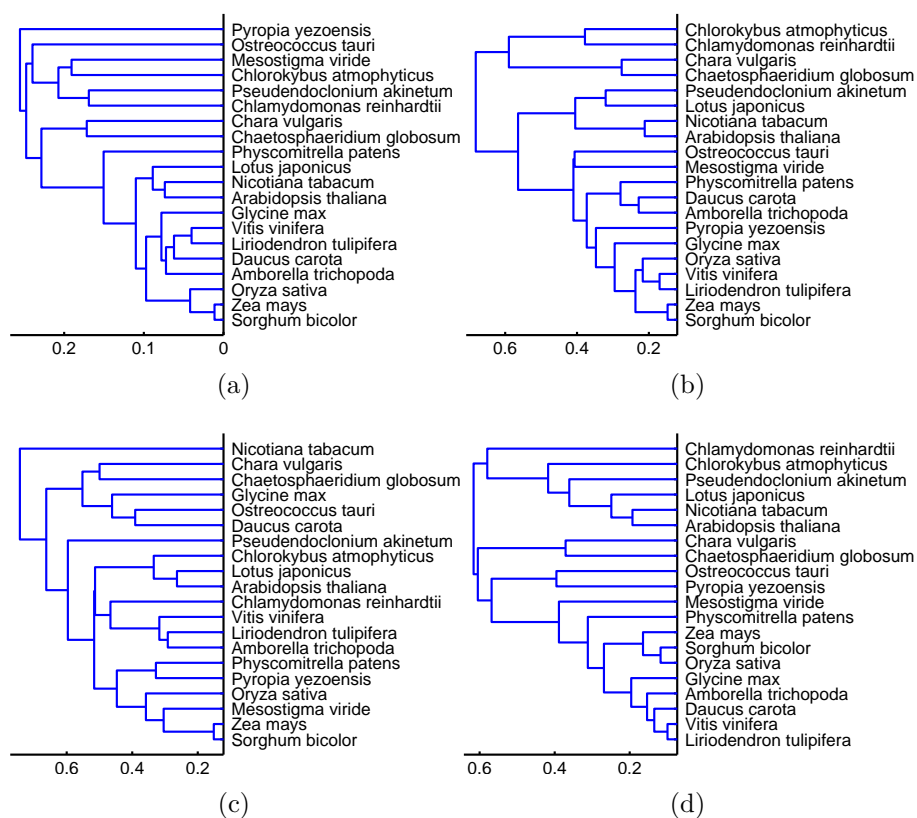 Pyropia yezoensis
Ostreococcus tauri
Mesostigma viride
Chlorokybus atmophyticus
Pseudendoclonium akinetum
Chlamydomonas reinhardtii
Chara vulgaris
Chaetosphaeridium globosum
Physcomitrella patens
Lotus japonicus
Nicotiana tabacum
Arabidopsis thaliana
Glycine max
Vitis vinifera
Liriodendron tulipifera
Daucus carota
Amborella trichopoda
Oryza sativa
Zea mays
Sorghum bicolor
0.2 0.1 0
(a)
Chlorokybus atmophyticus
Chlamydomonas reinhardtii
Chara vulgaris
Chaetosphaeridium globosum
Pseudendoclonium akinetum
Lotus japonicus
Nicotiana tabacum
Arabidopsis thaliana
Ostreococcus tauri
Mesostigma viride
Physcomitrella patens
Daucus carota
Amborella trichopoda
Pyropia yezoensis
Glycine max
Oryza sativa
Vitis vinifera
Liriodendron tulipifera
Zea mays
Sorghum bicolor
0.6 0.4 0.2
(b)
Nicotiana tabacum
Chara vulgaris
Chaetosphaeridium globosum
Glycine max
Ostreococcus tauri
Daucus carota
Pseudendoclonium akinetum
Chlorokybus atmophyticus
Lotus japonicus
Arabidopsis thaliana
Chlamydomonas reinhardtii
Vitis vinifera
Liriodendron tulipifera
Amborella trichopoda
Physcomitrella patens
Pyropia yezoensis
Oryza sativa
Mesostigma viride
Zea mays
Sorghum bicolor
0.6 0.4 0.2
(c)
Chlamydomonas reinhardtii
Chlorokybus atmophyticus
Pseudendoclonium akinetum
Lotus japonicus
Nicotiana tabacum
Arabidopsis thaliana
Chara vulgaris
Chaetosphaeridium globosum
Ostreococcus tauri
Pyropia yezoensis
Mesostigma viride
Physcomitrella patens
Zea mays
Sorghum bicolor
Oryza sativa
Glycine max
Amborella trichopoda
Daucus carota
Vitis vinifera
Liriodendron tulipifera
0.6 0.4 0.2
(d)